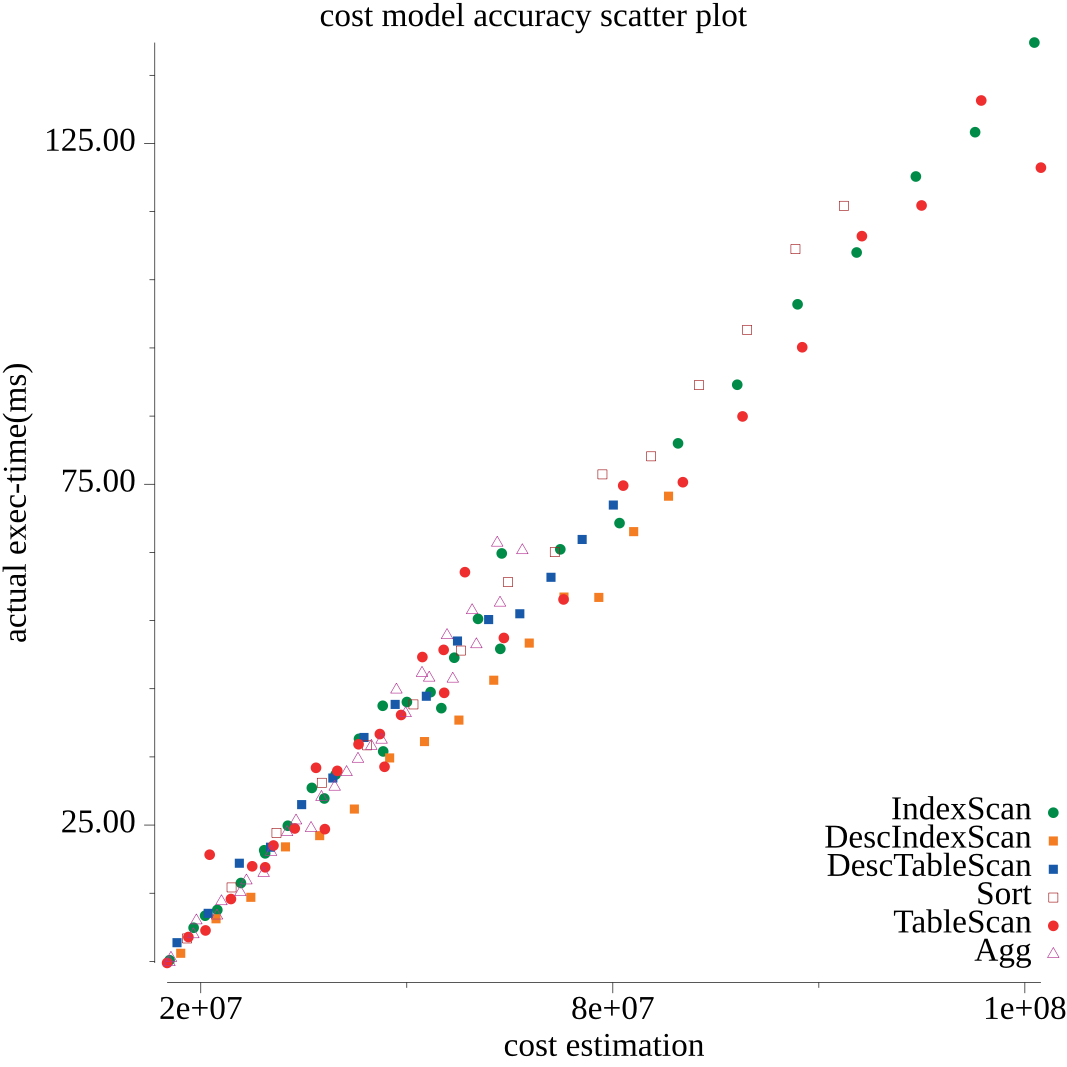 cost model accuracy scatter plot
125.00
75.00
25.00
actual exec-time(ms)
IndexScan
DescIndexScan
DescTableScan
Sort
TableScan
Agg
2e+07 8e+07 1e+08
cost estimation